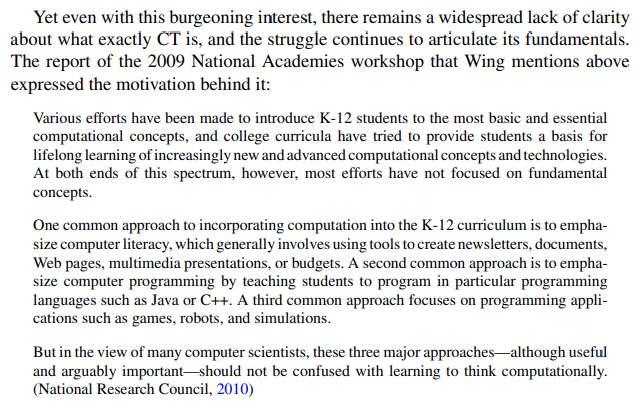 Yet even with this burgeoning interest, there remains a widespread lack of clarity
about what exactly CT is, and the struggle continues to articulate its fundamentals.
The report of the 2009 National Academies workshop that Wing mentions above
expressed the motivation behind it:
Various efforts have been made to introduce K-12 students to the most basic and essential
computational concepts, and college curricula have tried to provide students a basis for
lifelong learning of increasingly new and advanced computational concepts and technologies.
At both ends of this spectrum, however, most efforts have not focused on fundamental
concepts.
One common approach to incorporating computation into the K-12 curriculum is to empha-
size computer literacy, which generally involves using tools to create newsletters, documents,
Web pages, multimedia presentations, or budgets. A second common approach is to empha-
size computer programming by teaching students to program in particular programming
languages such as Java or C++. A third common approach focuses on programming appli-
cations such as games, robots, and simulations.
But in the view of many computer scientists, these three major approaches—although useful
and arguably important—should not be confused with learning to think computationally.
(National Research Council, 2010)